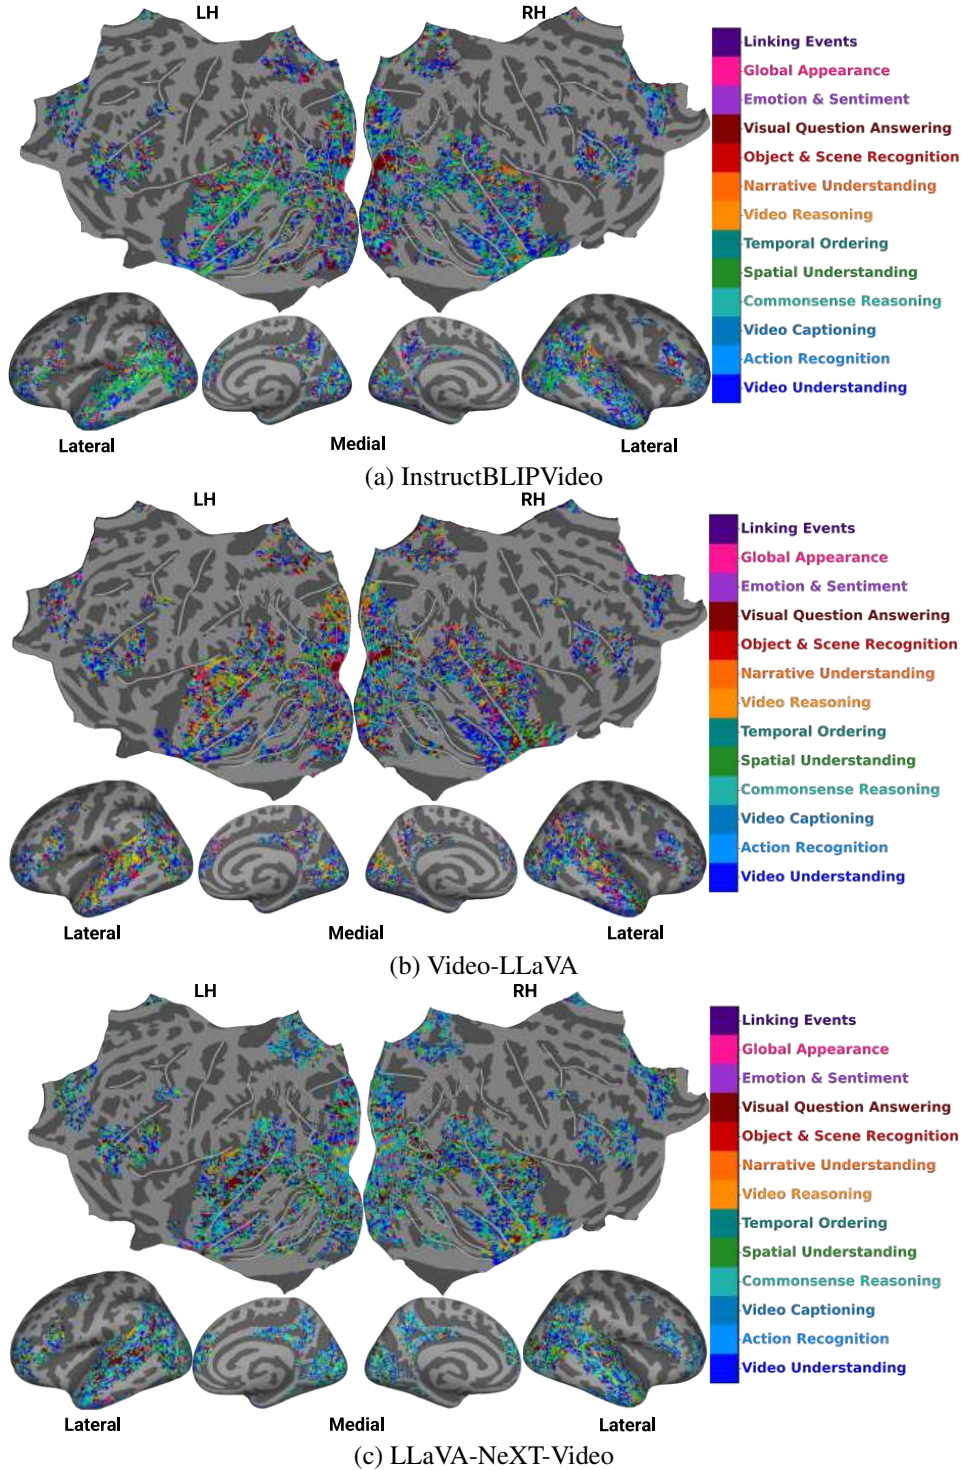 LH RH
Linking Events
Global Appearance
Emotion & Sentiment
Visual Question Answering
Object & Scene Recognition
Narrative Understanding
Video Reasoning
Temporal Ordering
Spatial Understanding
Commonsense Reasoning
Video Captioning
Action Recognition
Video Understanding
Lateral Medial Lateral
(a) InstructBLIPVideo
LH RH
Linking Events
Global Appearance
Emotion & Sentiment
Visual Question Answering
Object & Scene Recognition
Narrative Understanding
Video Reasoning
Temporal Ordering
Spatial Understanding
Commonsense Reasoning
Video Captioning
Action Recognition
Video Understanding
Lateral Medial Lateral
(b) Video-LLaVA
LH RH
Linking Events
Global Appearance
Emotion & Sentiment
Visual Question Answering
Object & Scene Recognition
Narrative Understanding
Video Reasoning
Temporal Ordering
Spatial Understanding
Commonsense Reasoning
Video Captioning
Action Recognition
Video Understanding
Lateral Medial Lateral
(c) LLaVA-NeXT-Video